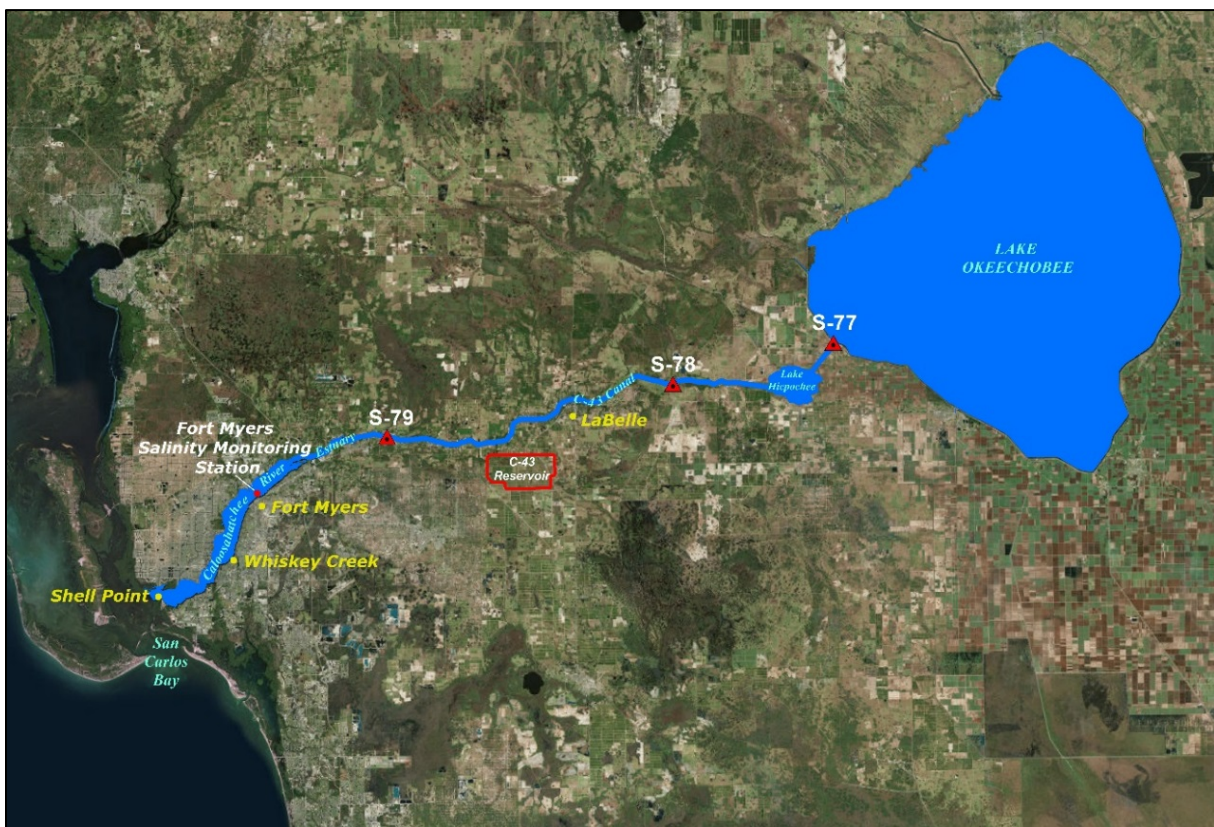 LAKE
OKEECHOBEE
S-77
S-78
Lake
Hicpochee
C-43 Canal
LaBelle
S-79
C-43
Reservoir
Fort Myers
Salinity Monitoring
Station
Caloosahatchee River Estuary
Fort Myers
Whiskey Creek
Shell Point
San
Carlos
Bay